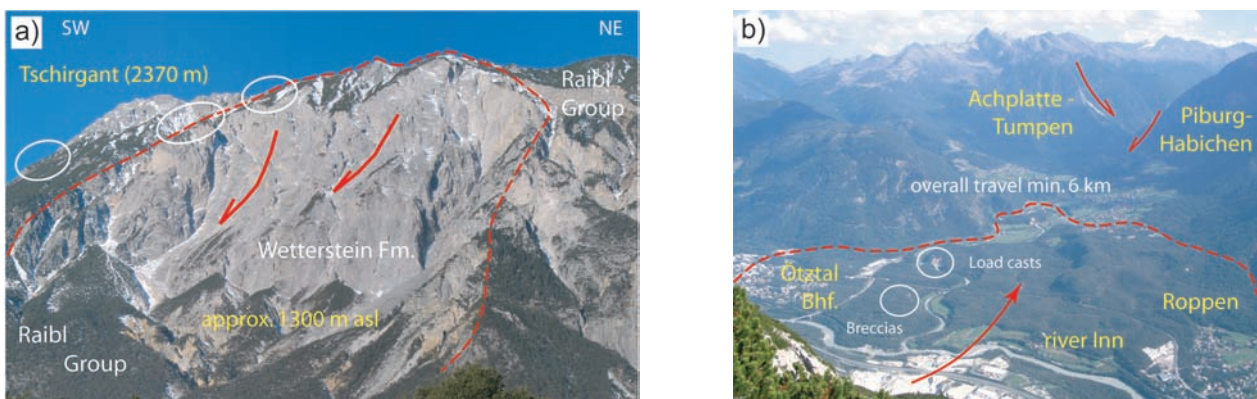 a)
SW
NE
Tschirgant (2370 m)
Raibl
Group
Wetterstein Fm.
approx. 1300 m asl
Raibl
Group
b)
Achplatte -
Tumpen
Piburg-
Habichen
overall travel min. 6 km
Load casts
Ötztal
Bhf.
Breccias
Roppen
river Inn